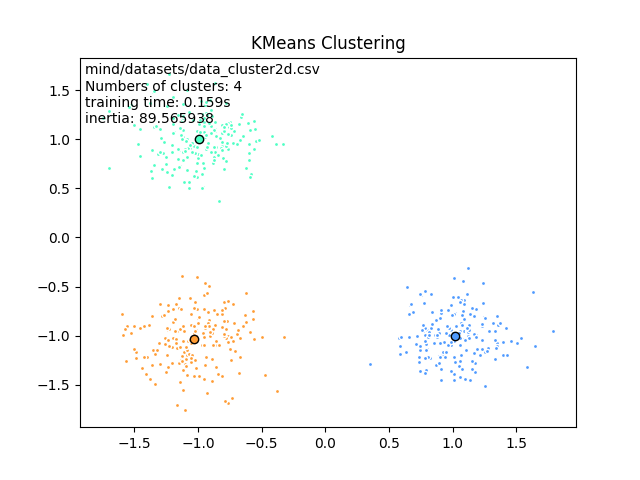 KMeans Clustering
mind/datasets/data_cluster2d.csv
Numbers of clusters: 4
training time: 0.159s
inertia: 89.565938
1.5
1.0
0.5
0.0
−0.5
−1.0
−1.5
−1.5 −1.0 −0.5 0.0 0.5 1.0 1.5